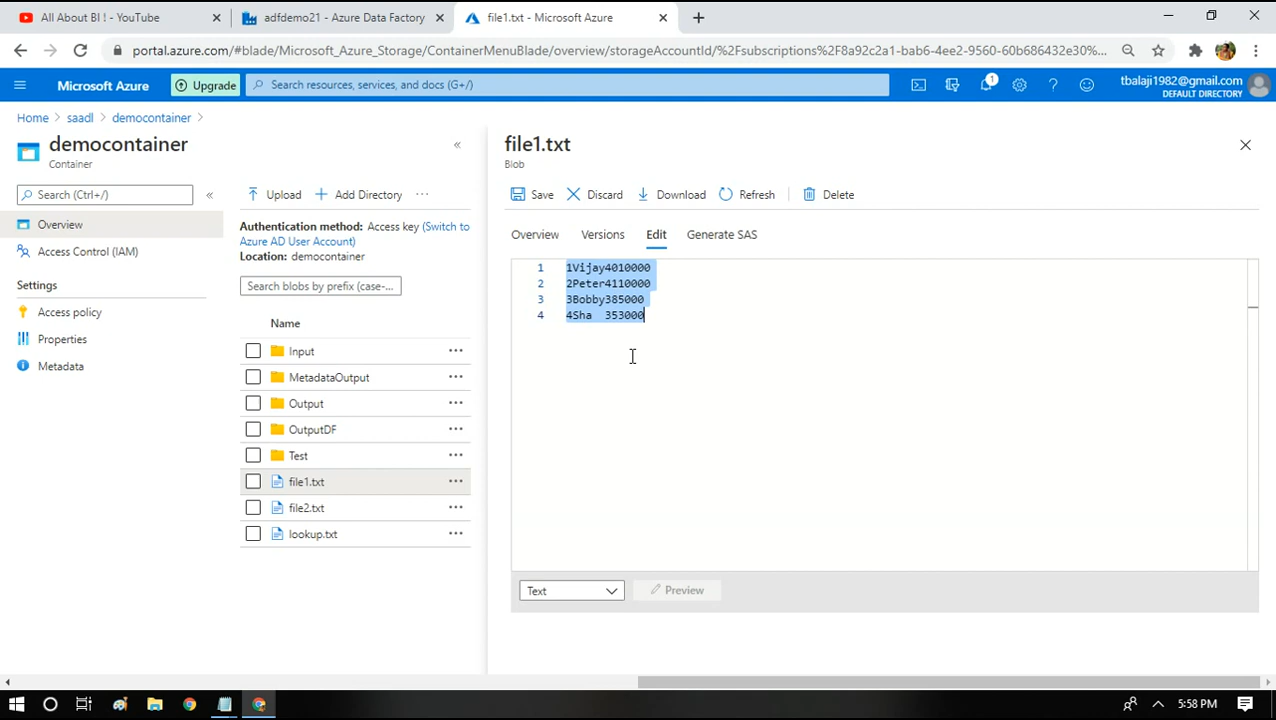 All About BI ! - YouTube
adfdemo21 - Azure Data Factory
file1.txt - Microsoft Azure
portal.azure.com/#blade/Microsoft_Azure_Storage/ContainerMenuBlade/overview/storageAccountId/%2Fsubscriptions%2F8a92c2a1-bab6-4ee2-9560-60b686432e30%...
Microsoft Azure
Upgrade
Search resources, services, and docs (G+/)
1
tbalaji1982@gmail.com
DEFAULT DIRECTORY
Home > saadl > democontainer >
democontainer
Container
«
Search (Ctrl+/)
«
Overview
Access Control (IAM)
Settings
Access policy
Properties
Metadata
Upload
Add Directory
...
Authentication method: Access key (Switch to
Azure AD User Account)
Location: democontainer
Search blobs by prefix (case-...
Name
Input ...
MetadataOutput ...
Output ...
OutputDF ...
Test ...
file1.txt ...
file2.txt ...
lookup.txt ...
file1.txt
Blob
Save
Discard
Download
Refresh
Delete
Overview
Versions
Edit
Generate SAS
1 1Vijay4010000
2 2Peter4110000
3 3Bobby385000
4 4Sha  353000
Text
Preview
5:58 PM